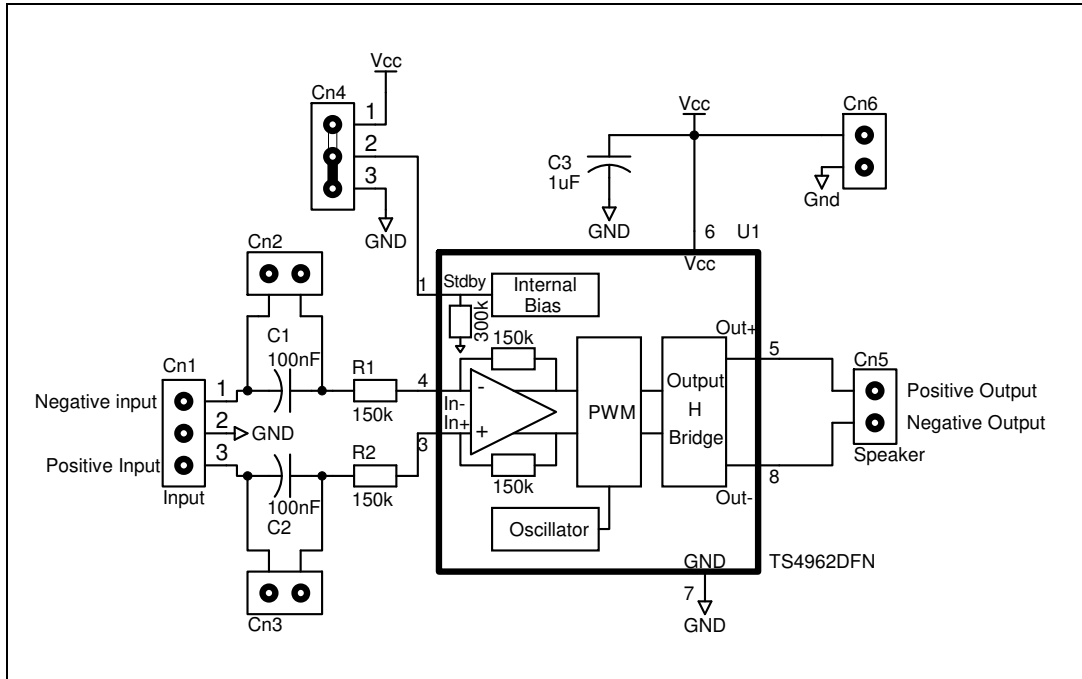 Vcc
Cn4
1
2
3
GND
Vcc
Cn6
C3
1uF
GND
Gnd
6
U1
Vcc
Cn2
1
Stdby
Internal
Bias
300k
C1
100nF
Cn1
1
Negative input
2
GND
Positive Input
3
Input
R1
150k
4
In-
In+
3
R2
150k
100nF
C2
Cn3
150k
-
+
150k
PWM
Oscillator
Output
H
Bridge
Out+
5
Out-
8
Cn5
Positive Output
Negative Output
Speaker
GND
7
GND
TS4962DFN